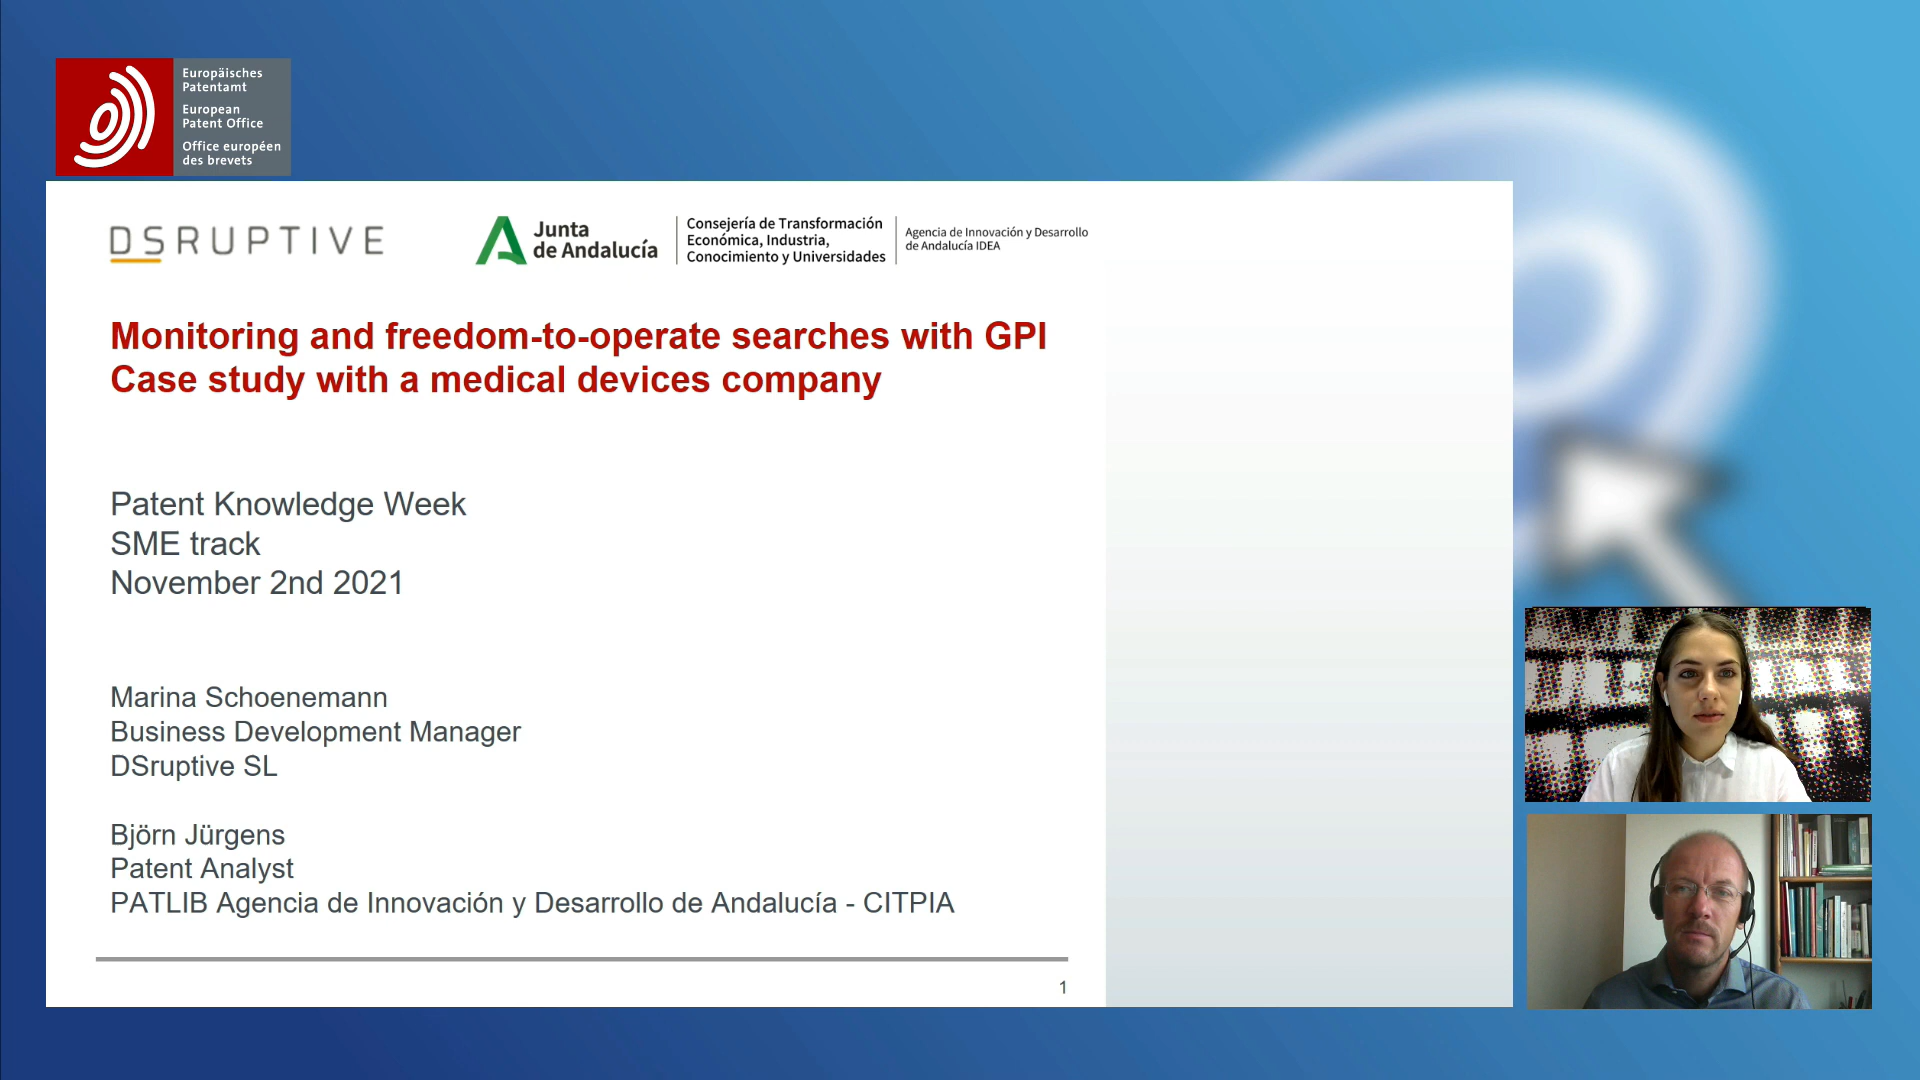 Europäisches
Patentamt
European
Patent Office
Office européen
des brevets
DSRUPTIVE
Junta
de Andalucía
Consejería de Transformación
Económica, Industria,
Conocimiento y Universidades
Agencia de Innovación y Desarrollo
de Andalucía IDEA
Monitoring and freedom-to-operate searches with GPI
Case study with a medical devices company
Patent Knowledge Week
SME track
November 2nd 2021
Marina Schoenemann
Business Development Manager
DSruptive SL
Björn Jürgens
Patent Analyst
PATLIB Agencia de Innovación y Desarrollo de Andalucía - CITPIA
1